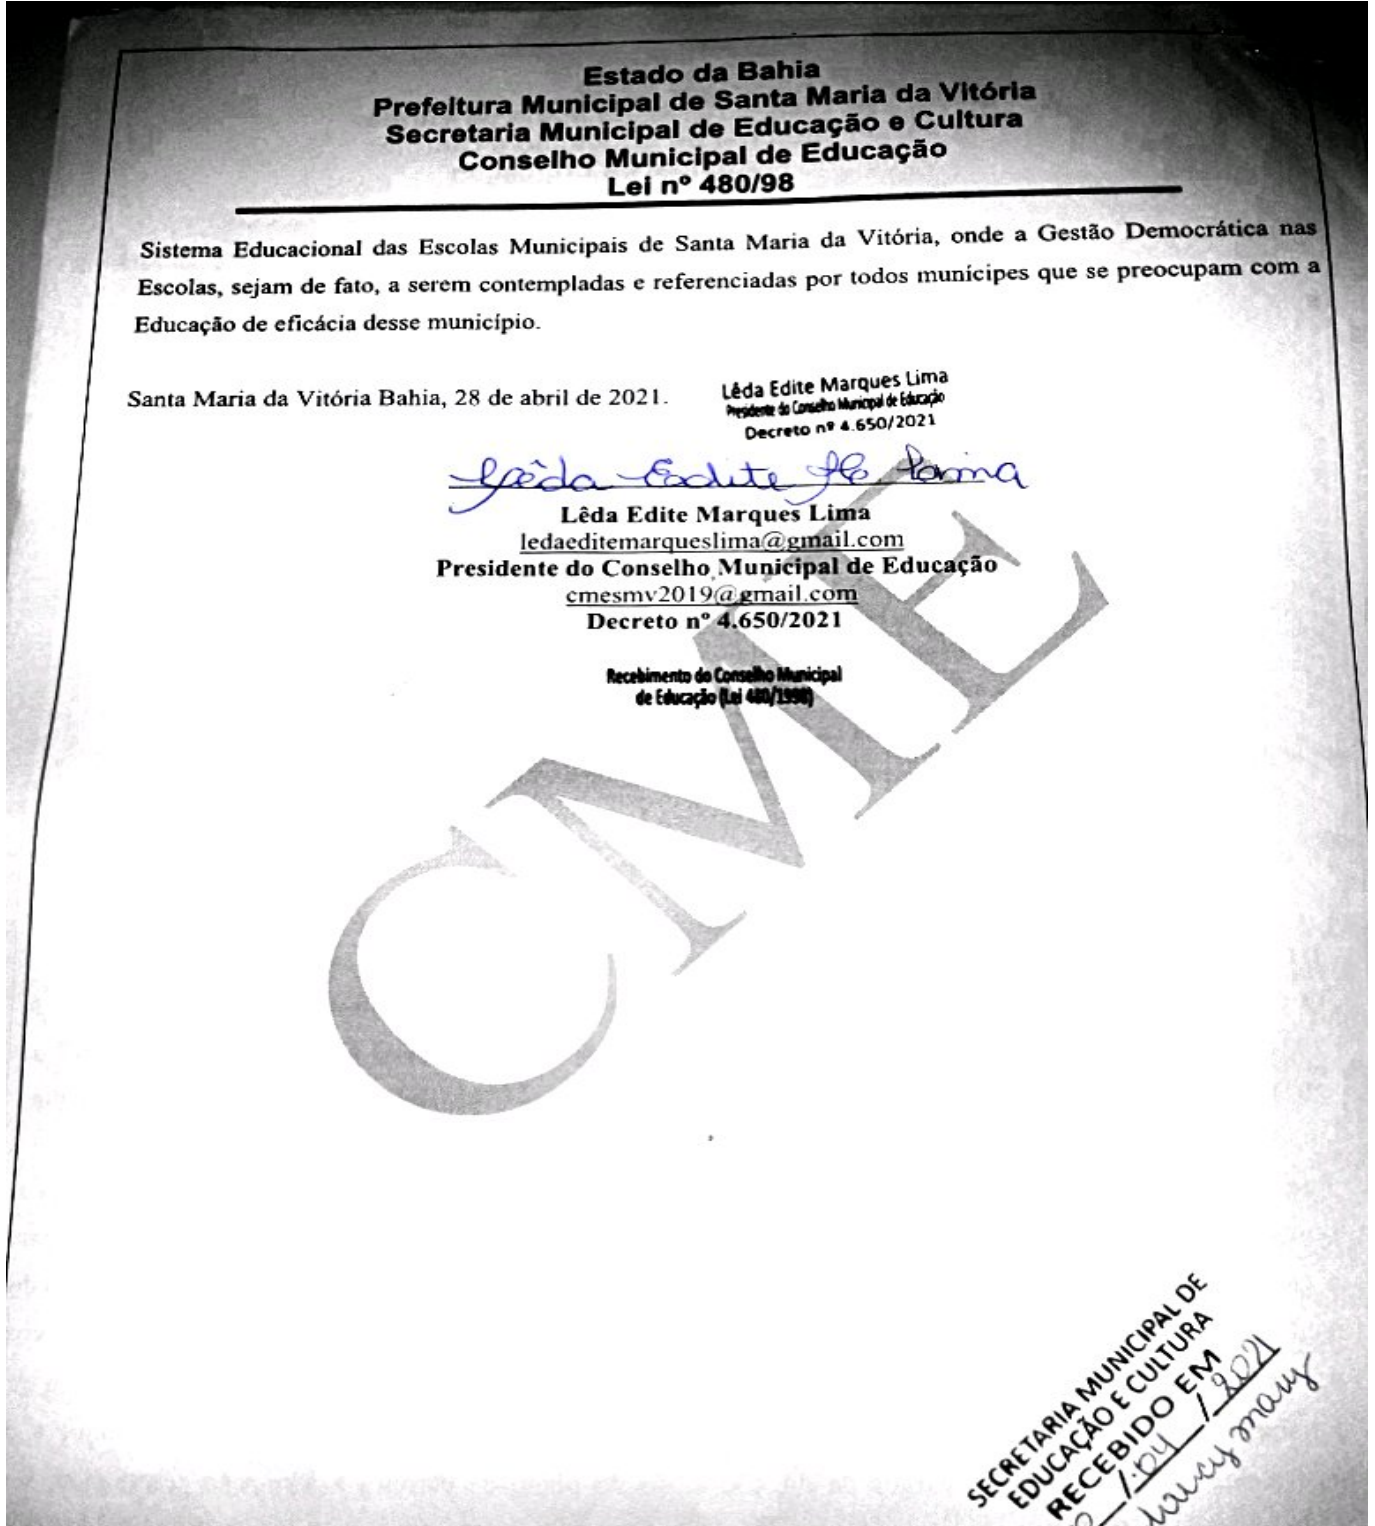 Estado da Bahia
Prefeitura Municipal de Santa Maria da Vitória
Secretaria Municipal de Educação e Cultura
Conselho Municipal de Educação
Lei nº 480/98
Sistema Educacional das Escolas Municipais de Santa Maria da Vitória, onde a Gestão Democrática nas
Escolas, sejam de fato, a serem contempladas e referenciadas por todos munícipes que se preocupam com a
Educação de eficácia desse município.
Santa Maria da Vitória Bahia, 28 de abril de 2021.
Lêda Edite Marques Lima
Presidente do Conselho Municipal de Educação
Decreto nº 4.650/2021
Lêda Edite M. Lima
Lêda Edite Marques Lima
ledaeditemarqueslima@gmail.com
Presidente do Conselho Municipal de Educação
cmesmv2019@gmail.com
Decreto nº 4.650/2021
Recebimento do Conselho Municipal
de Educação (Lei 480/1998)
CME
SECRETARIA MUNICIPAL DE
EDUCAÇÃO E CULTURA
RECEBIDO EM
/ 04 / 2021